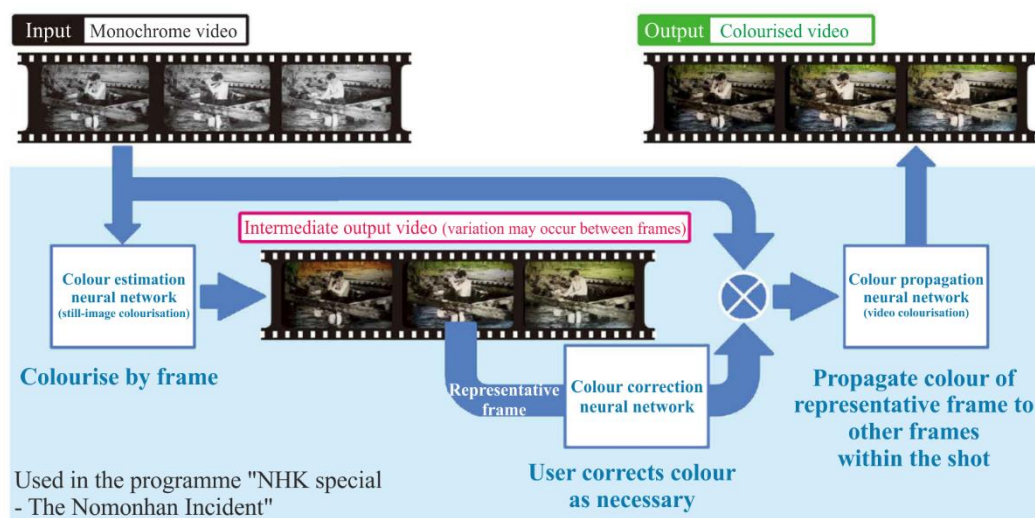 Input Monochrome video
Output Colourised video
Intermediate output video (variation may occur between frames)
Colour estimation
neural network
(still-image colourisation)
Colourise by frame
Representative
frame
Colour correction
neural network
User corrects colour
as necessary
Colour propagation
neural network
(video colourisation)
Propagate colour of
representative frame to
other frames
within the shot
Used in the programme "NHK special
- The Nomonhan Incident"